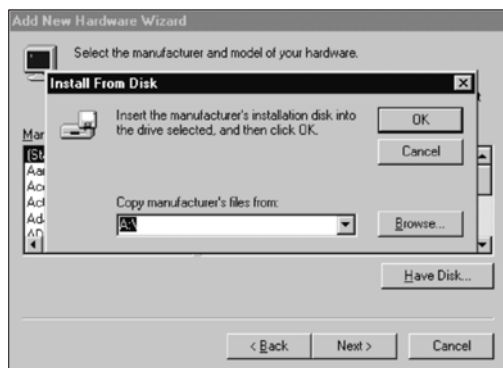 Add New Hardware Wizard
Select the manufacturer and model of your hardware.
Install From Disk
Insert the manufacturer's installation disk into
the drive selected, and then click OK.
OK
Cancel
Copy manufacturer's files from:
A:\
Browse...
Have Disk...
< Back
Next >
Cancel